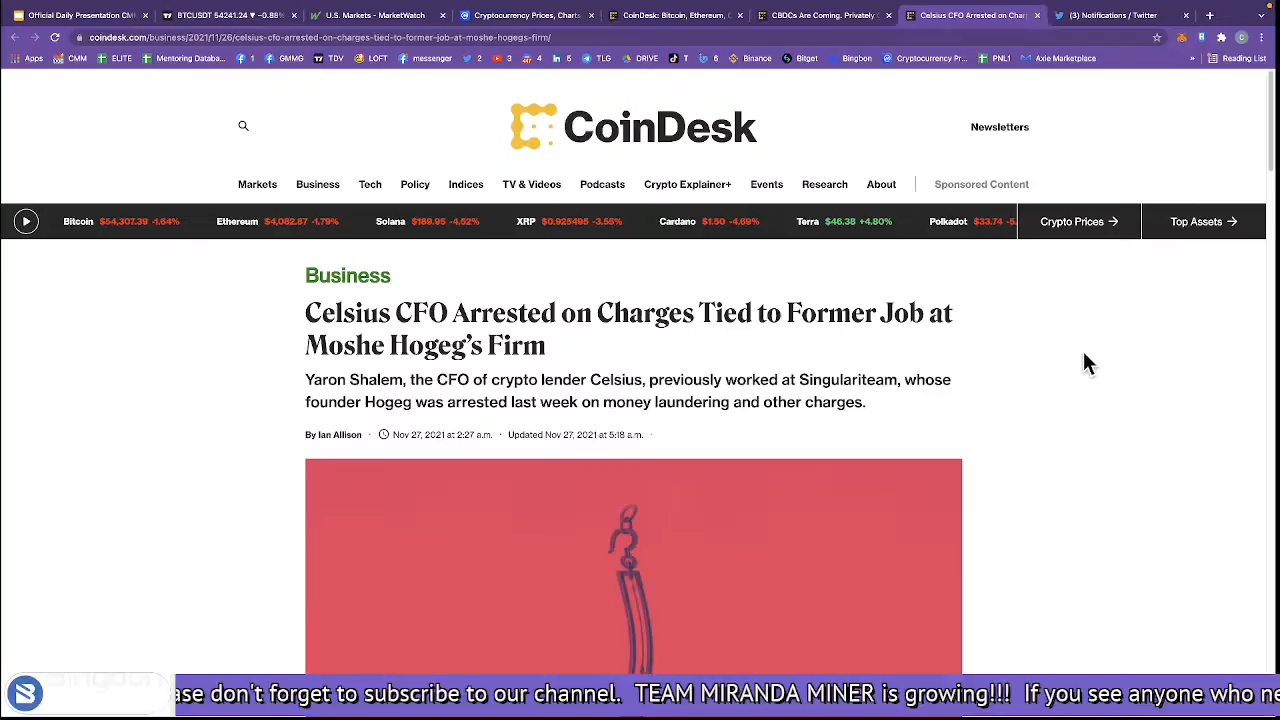 Official Daily Presentation CM
BTCUSDT 54241.24 ▼ −0.88%
U.S. Markets - MarketWatch
Cryptocurrency Prices, Charts
CoinDesk: Bitcoin, Ethereum,
CBDCs Are Coming. Privately
Celsius CFO Arrested on Char
(3) Notifications / Twitter
coindesk.com/business/2021/11/26/celsius-cfo-arrested-on-charges-tied-to-former-job-at-moshe-hogegs-firm/
Apps CMM ELITE Mentoring Databa... 1 GMMG TDV LOFT messenger 2 3 4 5 TLG DRIVE T 6 Binance Bitget Bingbon Cryptocurrency Pr... PNL1 Axie Marketplace » Reading List
CoinDesk
Newsletters
Markets Business Tech Policy Indices TV & Videos Podcasts Crypto Explainer+ Events Research About Sponsored Content
Bitcoin $54,307.39 -1.64% Ethereum $4,082.87 -1.79% Solana $189.95 -4.52% XRP $0.925495 -3.55% Cardano $1.50 -4.69% Terra $46.38 +4.80% Polkadot $33.74 -5. Crypto Prices → Top Assets →
Business
Celsius CFO Arrested on Charges Tied to Former Job at
Moshe Hogeg's Firm
Yaron Shalem, the CFO of crypto lender Celsius, previously worked at Singulariteam, whose
founder Hogeg was arrested last week on money laundering and other charges.
By Ian Allison · Nov 27, 2021 at 2:27 a.m. · Updated Nov 27, 2021 at 5:18 a.m. ·
ase don't forget to subscribe to our channel. TEAM MIRANDA MINER is growing!!! If you see anyone who ne